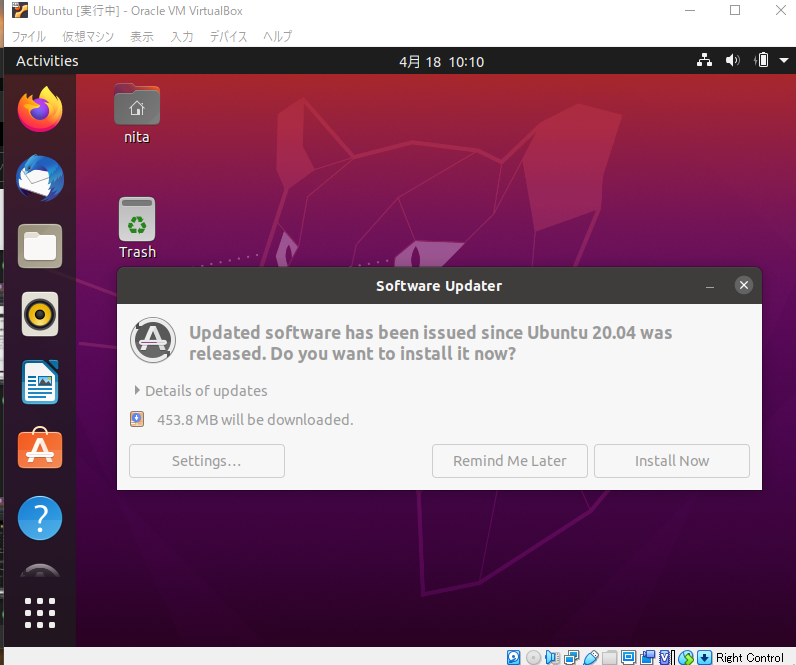 Ubuntu [実行中] - Oracle VM VirtualBox
ファイル 仮想マシン 表示 入力 デバイス ヘルプ
Activities 4月 18 10:10
nita
Trash
Software Updater
Updated software has been issued since Ubuntu 20.04 was
released. Do you want to install it now?
Details of updates
453.8 MB will be downloaded.
Settings… Remind Me Later Install Now
Right Control